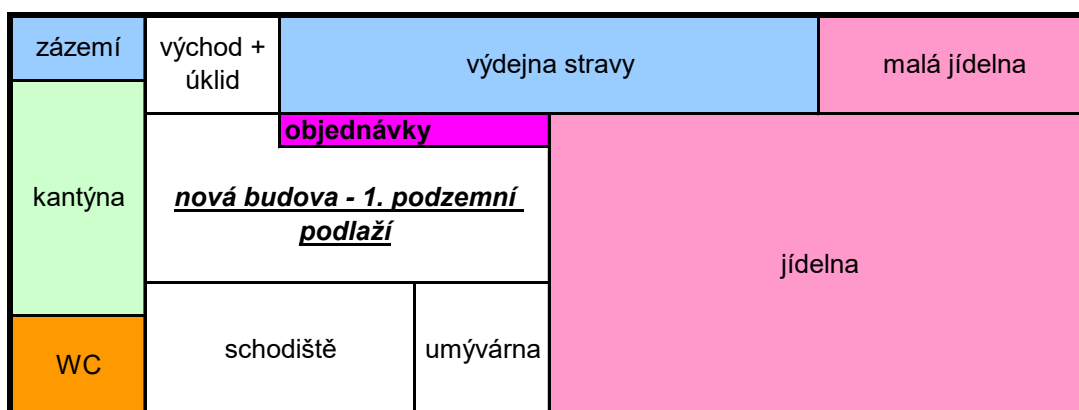 zázemí
východ +
úklid
výdejna stravy
malá jídelna
objednávky
kantýna
nová budova - 1. podzemní
podlaží
jídelna
schodiště
umývárna
WC